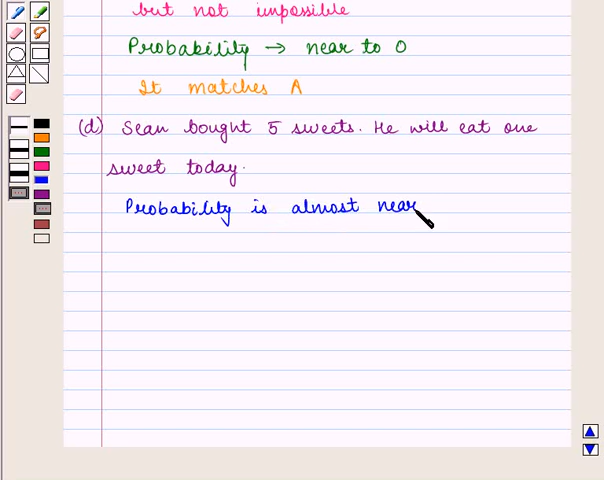 but not impossible
Probability → near to 0
It matches A
(d) Sean bought 5 sweets. He will eat one
sweet today.
Probability is almost near